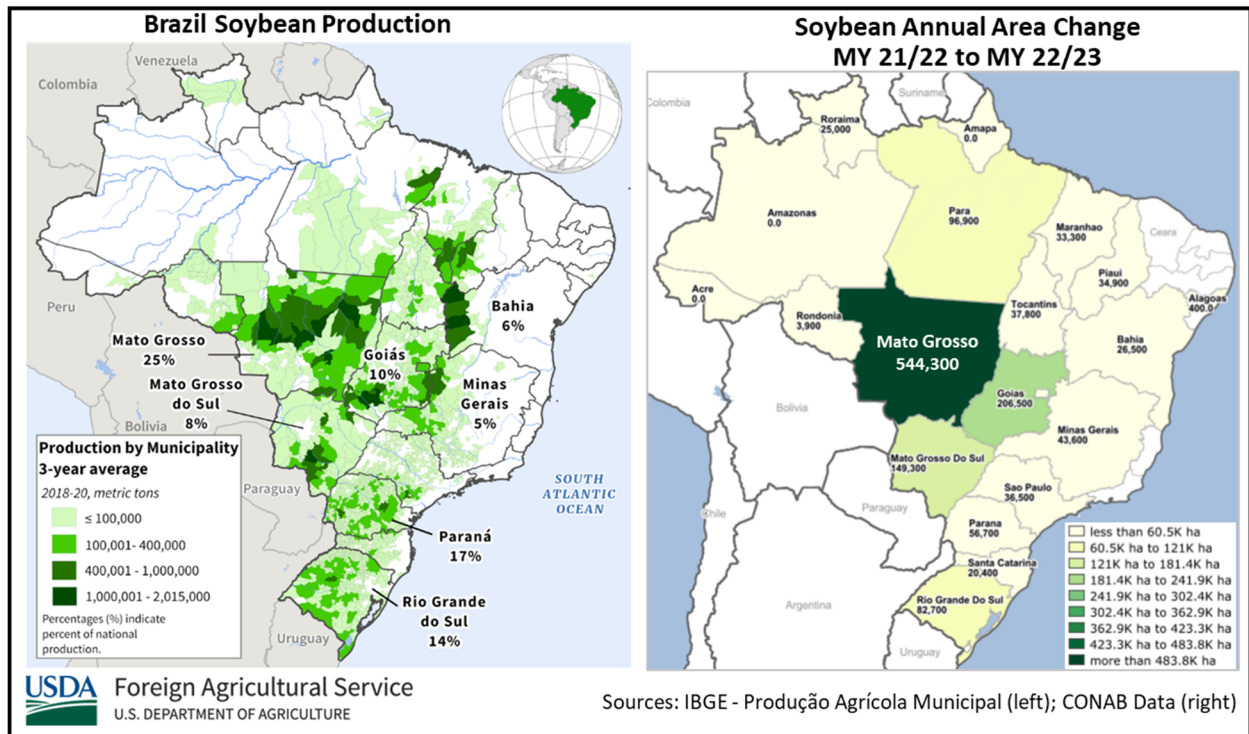 Brazil Soybean Production
Venezuela
Colombia
Peru
Bolivia
Paraguay
Uruguay
Mato Grosso
25%
Mato Grosso
do Sul
8%
Goiás
10%
Bahia
6%
Minas
Gerais
5%
Paraná
17%
Rio Grande
do Sul
14%
SOUTH
ATLANTIC
OCEAN
Production by Municipality
3-year average
2018-20, metric tons
≤ 100,000
100,001- 400,000
400,001 - 1,000,000
1,000,001 - 2,015,000
Percentages (%) indicate
percent of national
production.
Soybean Annual Area Change
MY 21/22 to MY 22/23
Colombia
Suriname
Roraima
25,000
Amapa
0.0
Amazonas
0.0
Para
96,900
Maranhao
33,300
Ceara
Piaui
34,900
Acre
0.0
Rondonia
3,900
Tocantins
37,800
Alagoas
400.0
Mato Grosso
544,300
Bahia
26,500
Goias
206,500
Bolivia
Minas Gerais
43,600
Mato Grosso Do Sul
149,300
Sao Paulo
36,500
Paraguay
Chile
Parana
56,700
Santa Catarina
20,400
Rio Grande Do Sul
82,700
Argentina
Uruguay
less than 60.5K ha
60.5K ha to 121K ha
121K ha to 181.4K ha
181.4K ha to 241.9K ha
241.9K ha to 302.4K ha
302.4K ha to 362.9K ha
362.9K ha to 423.3K ha
423.3K ha to 483.8K ha
more than 483.8K ha
USDA
Foreign Agricultural Service
U.S. DEPARTMENT OF AGRICULTURE
Sources: IBGE - Produção Agrícola Municipal (left); CONAB Data (right)